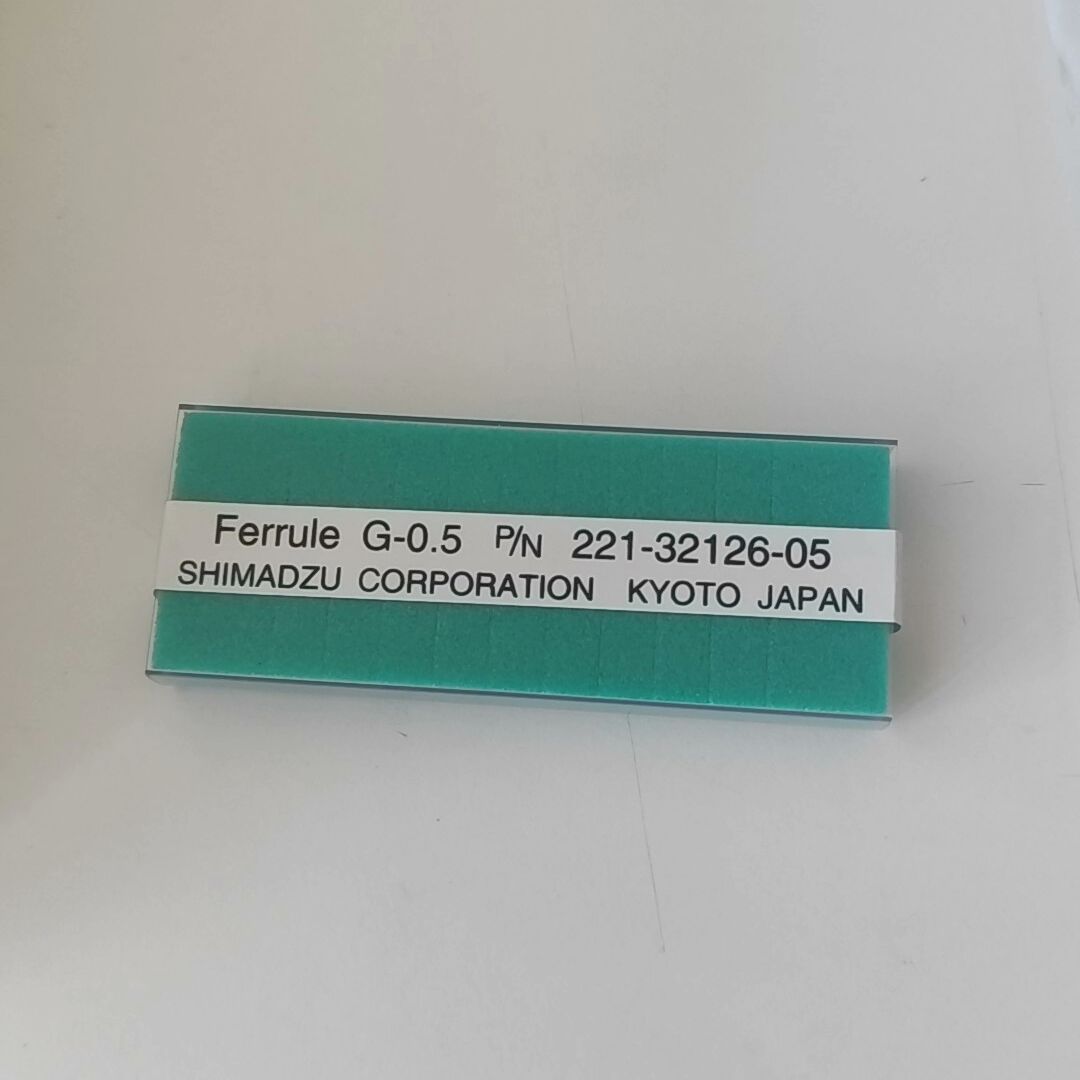 Ferrule G-0.5 P/N 221-32126-05
SHIMADZU CORPORATION KYOTO JAPAN